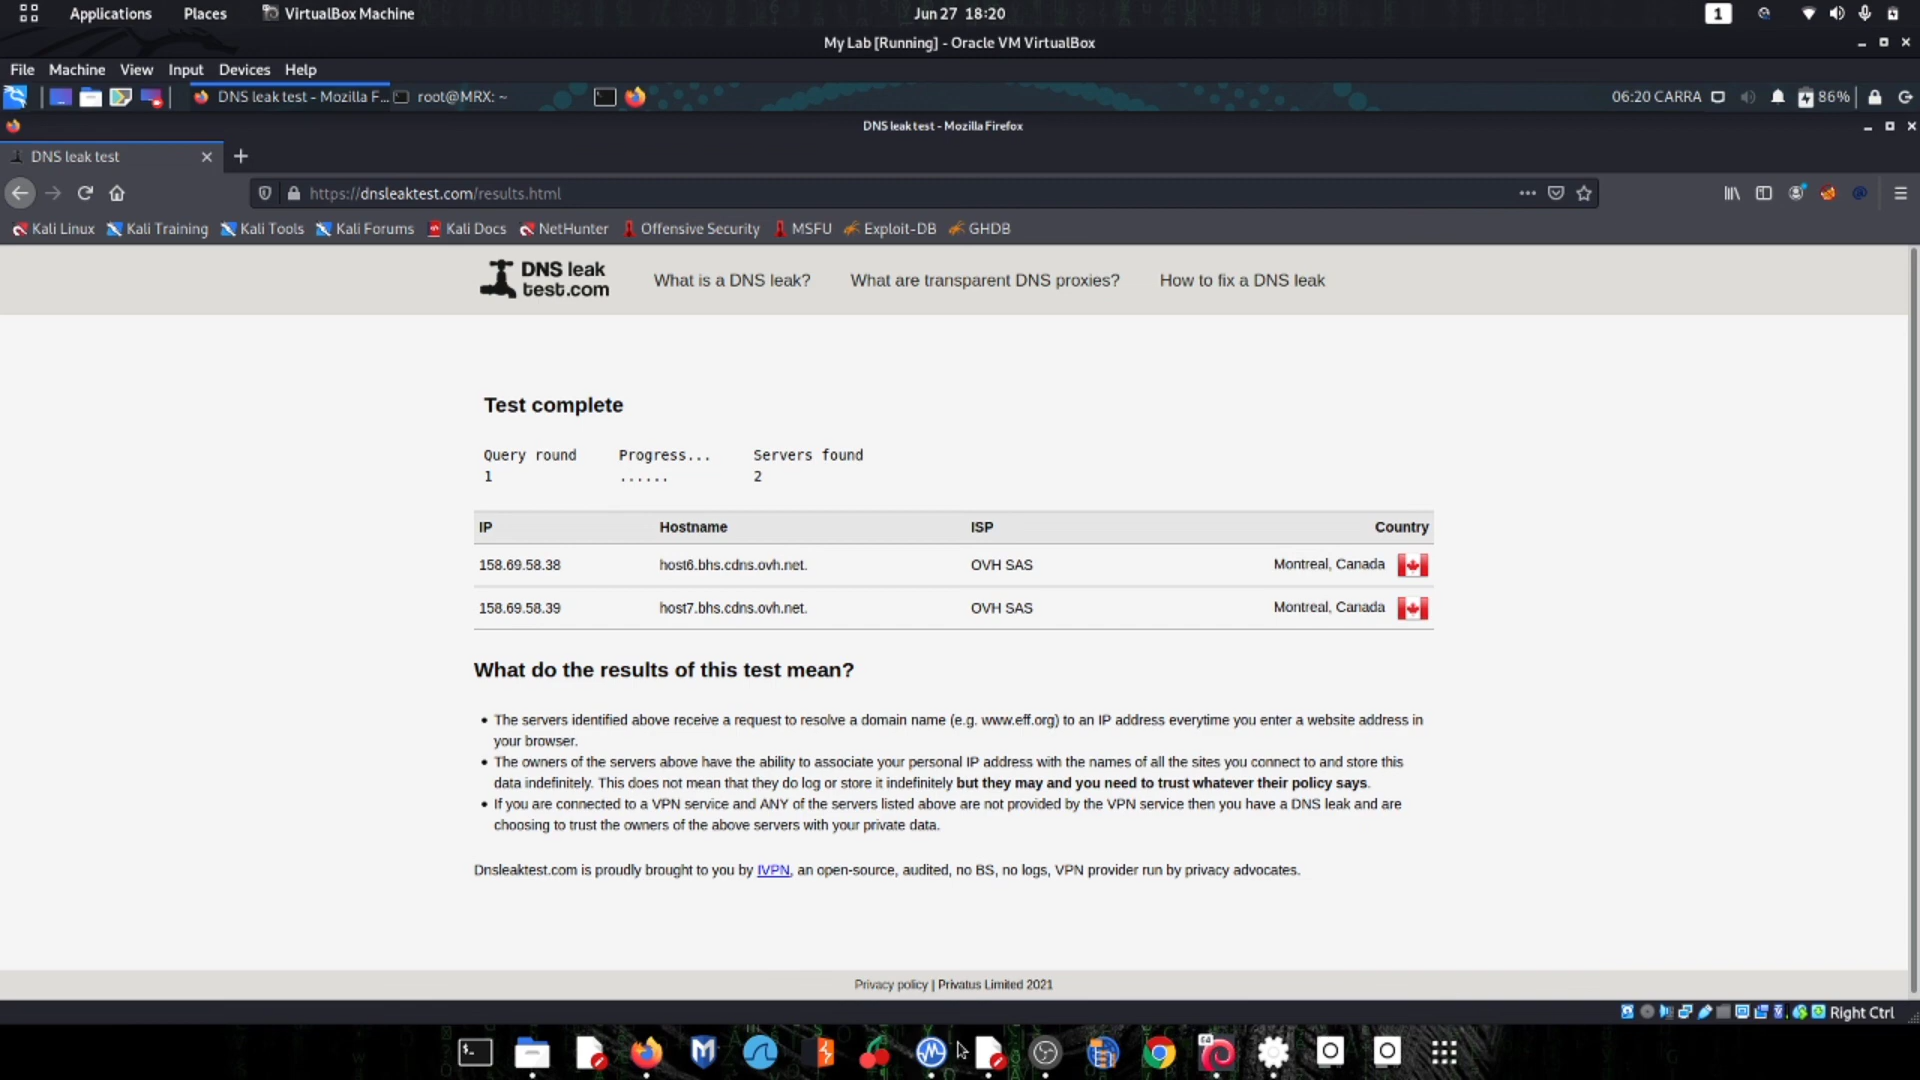 Applications Places VirtualBox Machine Jun 27 18:20 1
My Lab [Running] - Oracle VM VirtualBox
File Machine View Input Devices Help
DNS leak test - Mozilla F... root@MRX: ~ 06:20 CARRA 86%
DNS leak test - Mozilla Firefox
DNS leak test
https://dnsleaktest.com/results.html
Kali Linux Kali Training Kali Tools Kali Forums Kali Docs NetHunter Offensive Security MSFU Exploit-DB GHDB
DNS leak
test.com
What is a DNS leak? What are transparent DNS proxies? How to fix a DNS leak
Test complete
Query round Progress... Servers found
1 ...... 2
IP Hostname ISP Country
158.69.58.38 host6.bhs.cdns.ovh.net. OVH SAS Montreal, Canada
158.69.58.39 host7.bhs.cdns.ovh.net. OVH SAS Montreal, Canada
What do the results of this test mean?
• The servers identified above receive a request to resolve a domain name (e.g. www.eff.org) to an IP address everytime you enter a website address in
your browser.
• The owners of the servers above have the ability to associate your personal IP address with the names of all the sites you connect to and store this
data indefinitely. This does not mean that they do log or store it indefinitely but they may and you need to trust whatever their policy says.
• If you are connected to a VPN service and ANY of the servers listed above are not provided by the VPN service then you have a DNS leak and are
choosing to trust the owners of the above servers with your private data.
Dnsleaktest.com is proudly brought to you by IVPN, an open-source, audited, no BS, no logs, VPN provider run by privacy advocates.
Privacy policy | Privatus Limited 2021
Right Ctrl